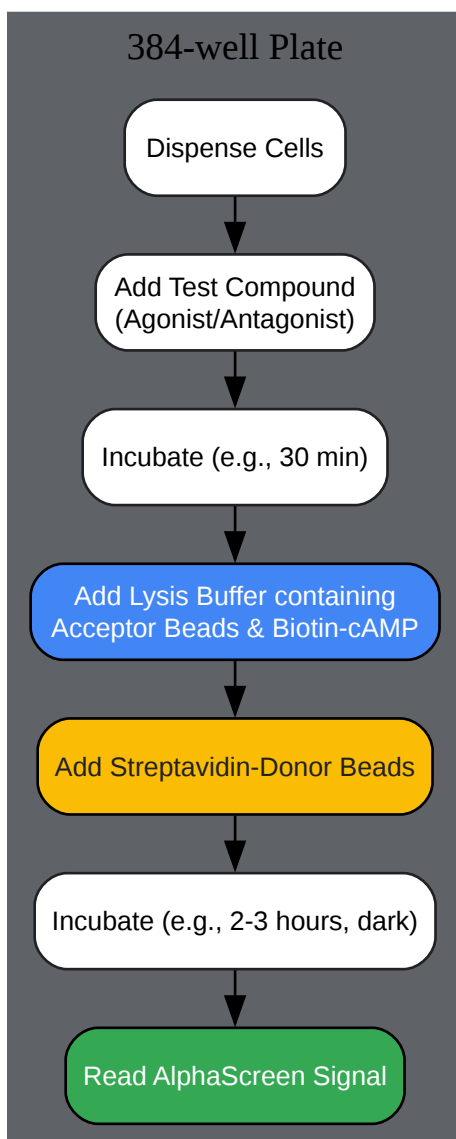 384-well Plate
Dispense Cells
Add Test Compound
(Agonist/Antagonist)
Incubate (e.g., 30 min)
Add Lysis Buffer containing
Acceptor Beads & Biotin-cAMP
Add Streptavidin-Donor Beads
Incubate (e.g., 2-3 hours, dark)
Read AlphaScreen Signal